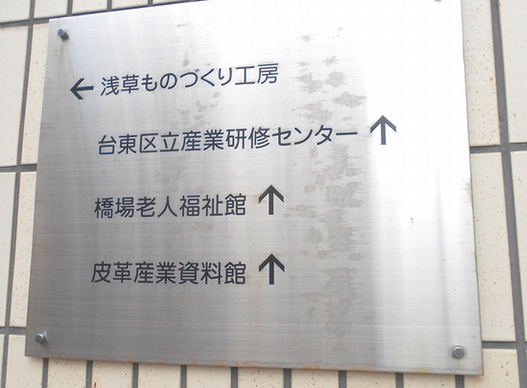 ← 浅草ものづくり工房
台東区立産業研修センター ↑
橋場老人福祉館 ↑
皮革産業資料館 ↑